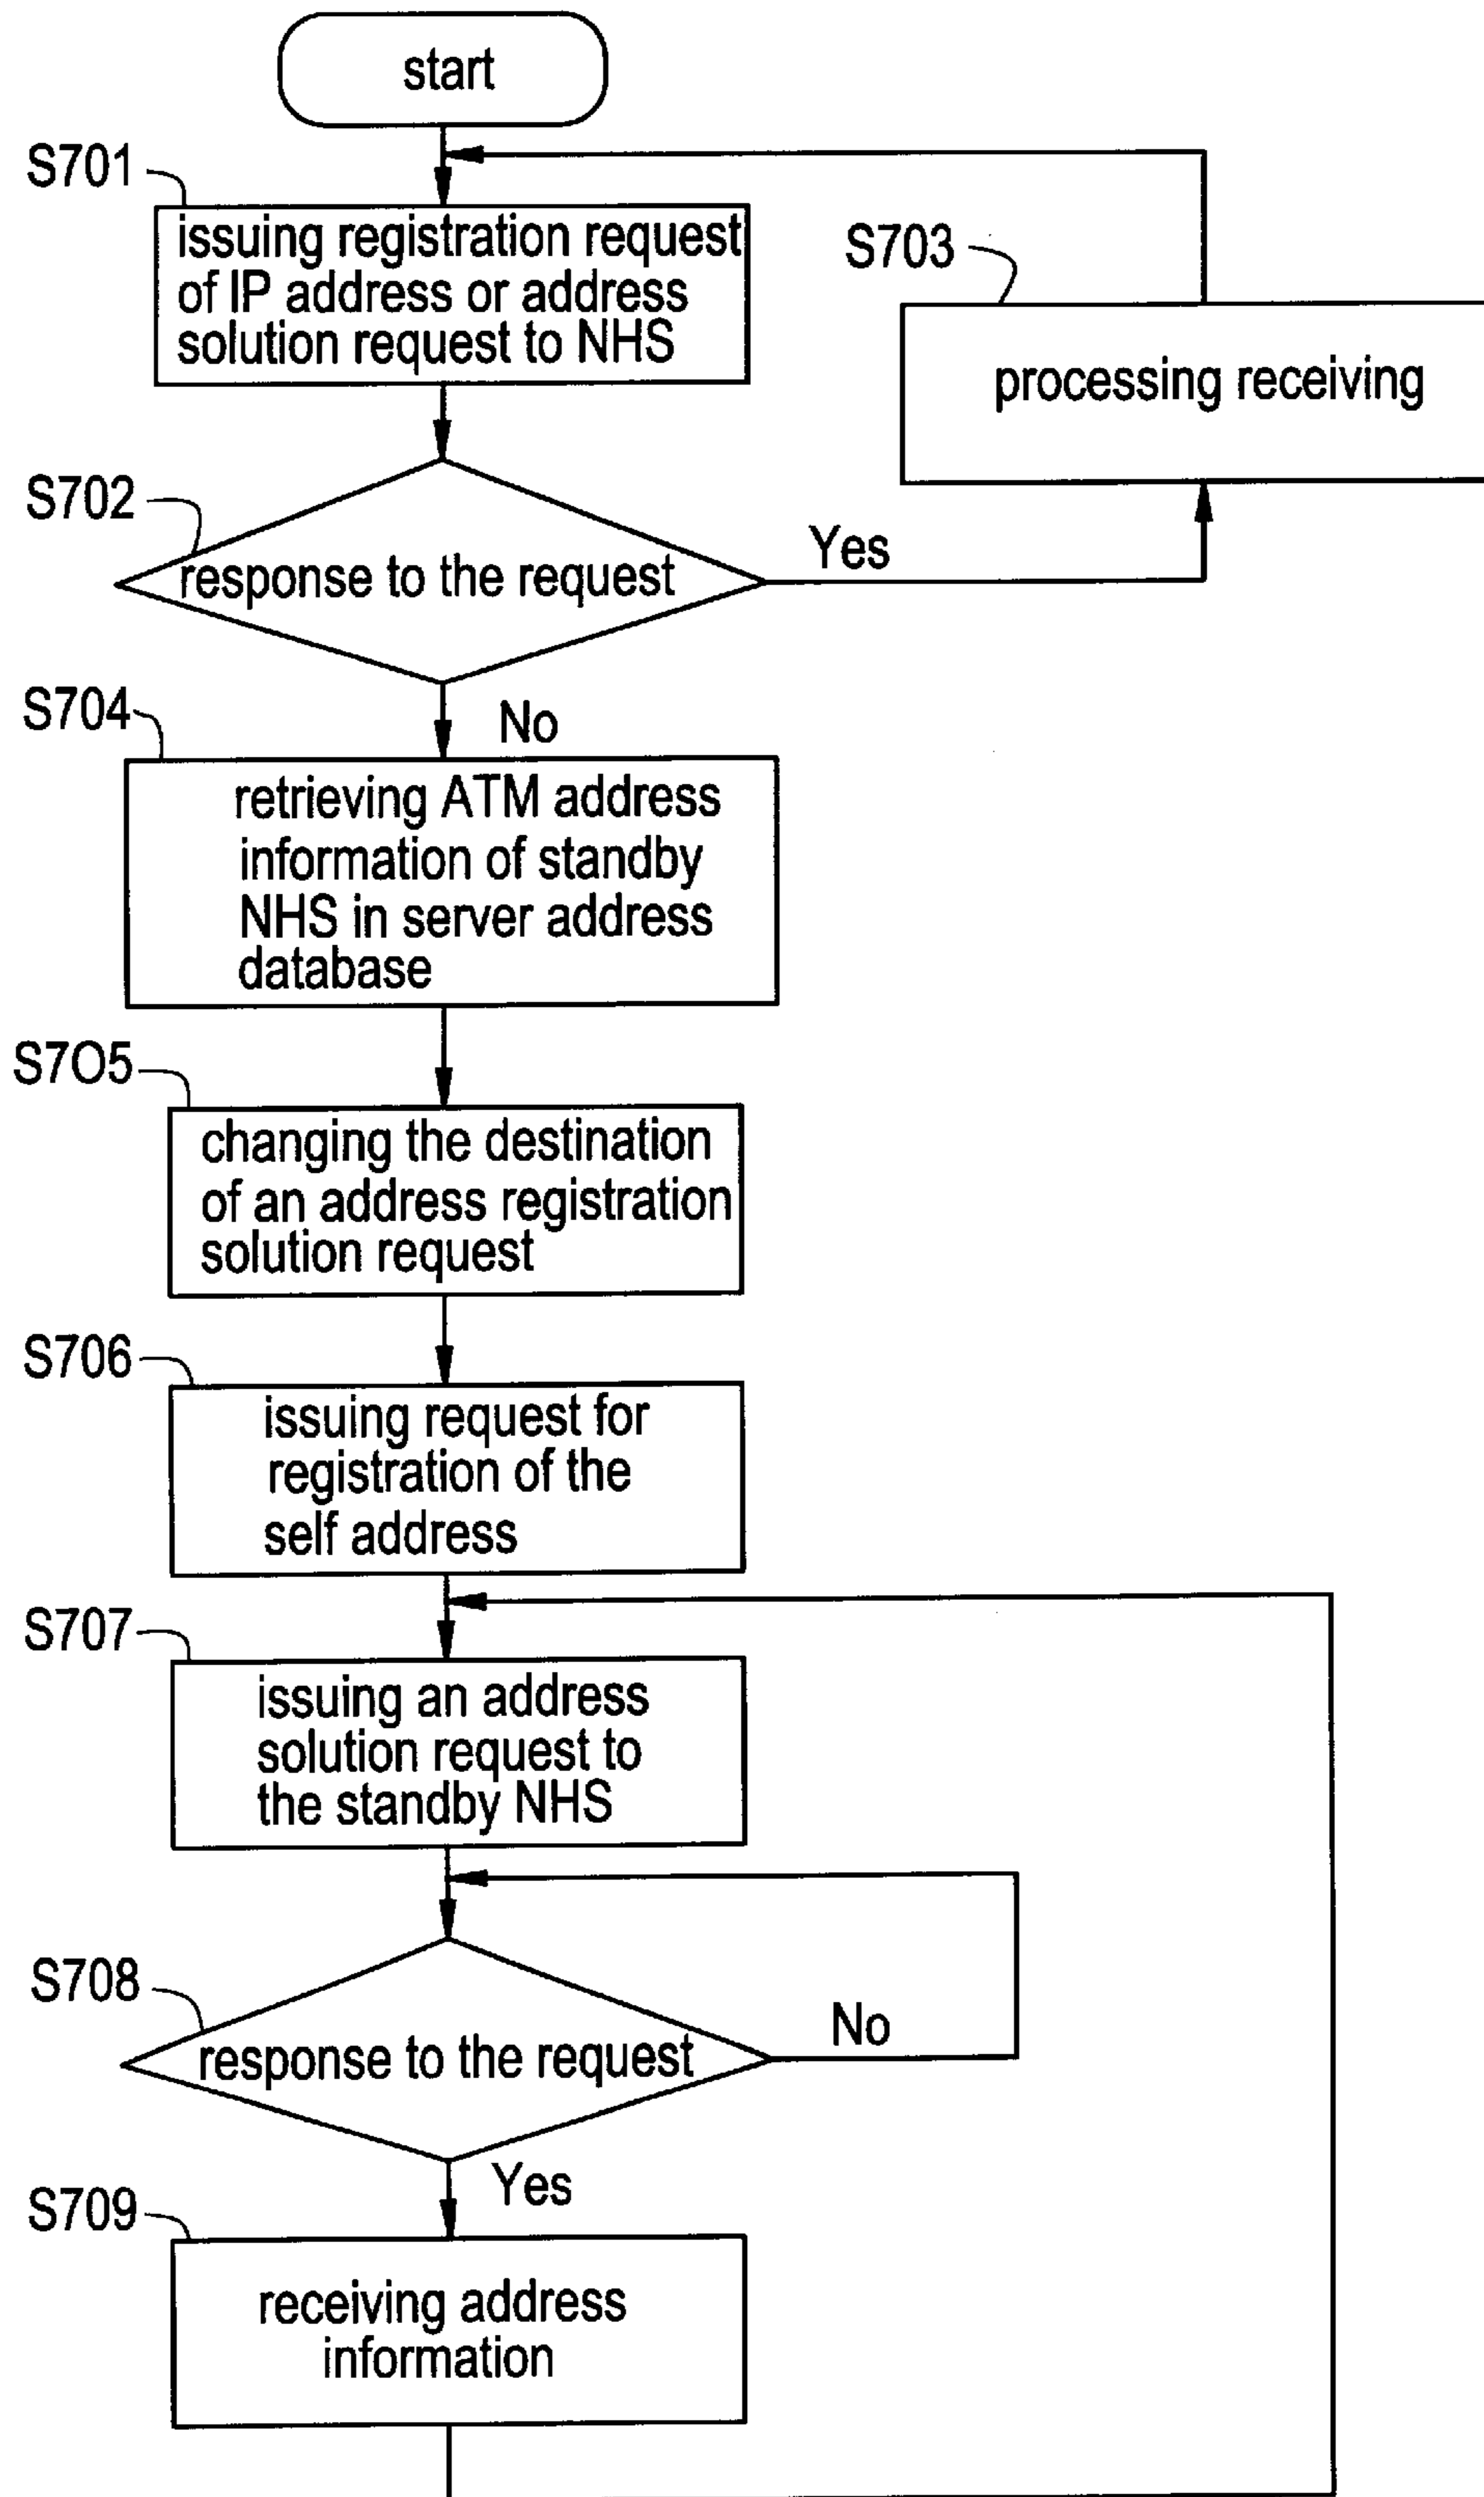 start
S701
issuing registration request
of IP address or address
solution request to NHS
S703
processing receiving
S702
response to the request
Yes
No
S704
retrieving ATM address
information of standby
NHS in server address
database
S7O5
changing the destination
of an address registration
solution request
S706
issuing request for
registration of the
self address
S707
issuing an address
solution request to
the standby NHS
S708
response to the request
No
Yes
S709
receiving address
information